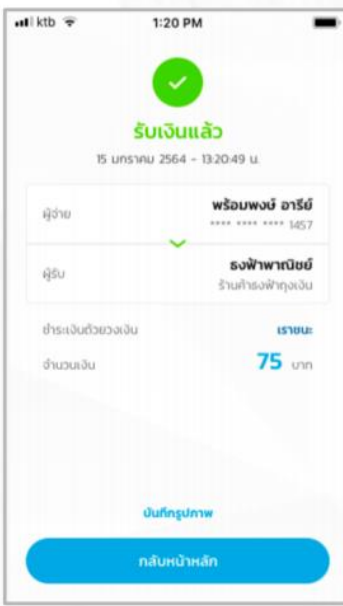 ktb 1:20 PM
รับเงินแล้ว
15 มกราคม 2564 - 13:20:49 น.
ผู้จ่าย
พร้อมพงษ์ อารีย์
**** **** **** 1457
ผู้รับ
ธงฟ้าพาณิชย์
ร้านค้าธงฟ้าถุงเงิน
ชำระเงินด้วยวงเงิน
เราชนะ
จำนวนเงิน
75 บาท
บันทึกรูปภาพ
กลับหน้าหลัก